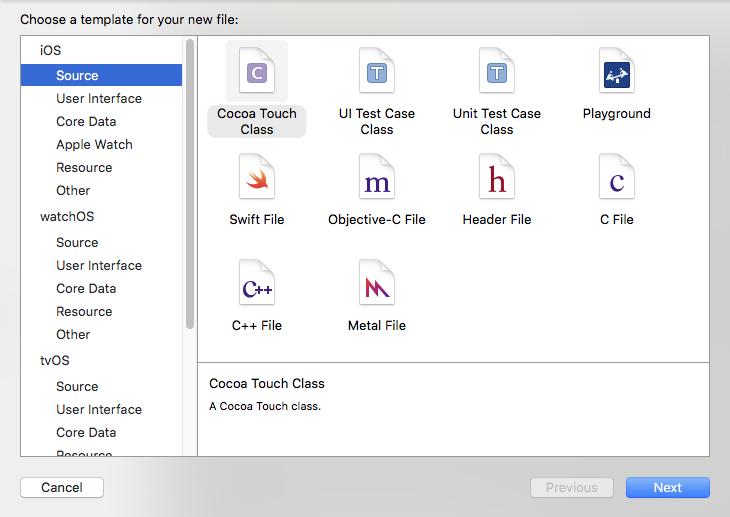 Choose a template for your new file:
iOS
Source
User Interface
Core Data
Apple Watch
Resource
Other
watchOS
Source
User Interface
Core Data
Resource
Other
tvOS
Source
User Interface
Core Data
Resource
C
T
T
Cocoa Touch
Class
UI Test Case
Class
Unit Test Case
Class
Playground
m
h
c
Swift File
Objective-C File
Header File
C File
C++
C++ File
Metal File
Cocoa Touch Class
A Cocoa Touch class.
Cancel
Previous
Next